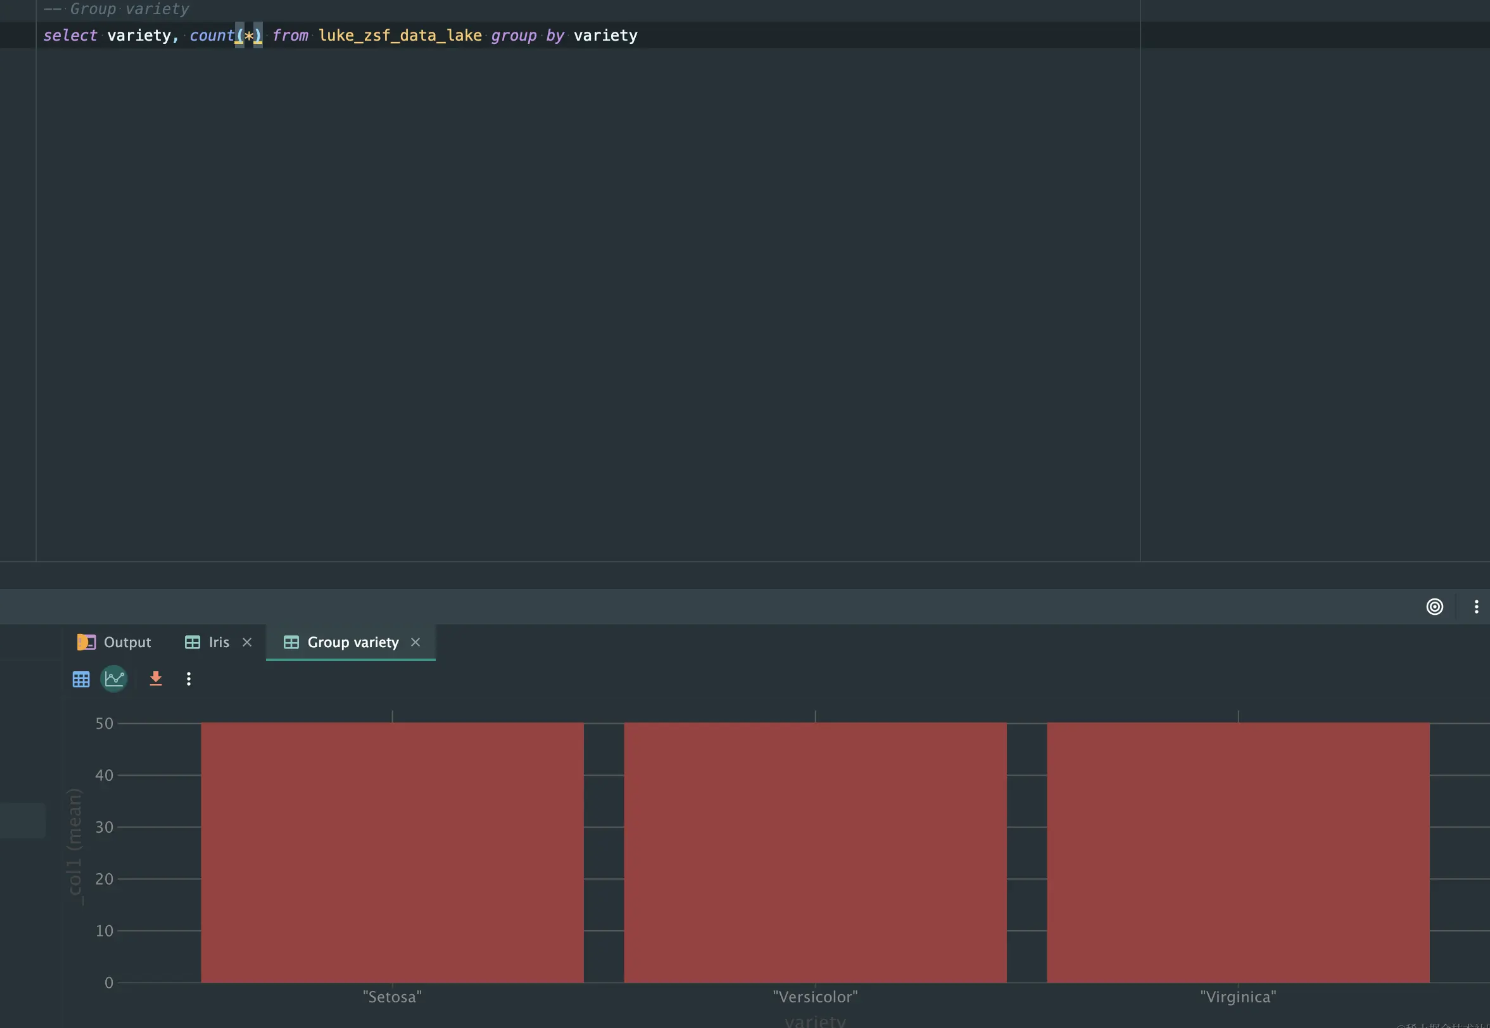 -- Group variety
select variety, count(*) from luke_zsf_data_lake group by variety
Output
Iris
Group variety
50
40
30
20
10
0
_col1 (mean)
"Setosa"
"Versicolor"
"Virginica"
variety